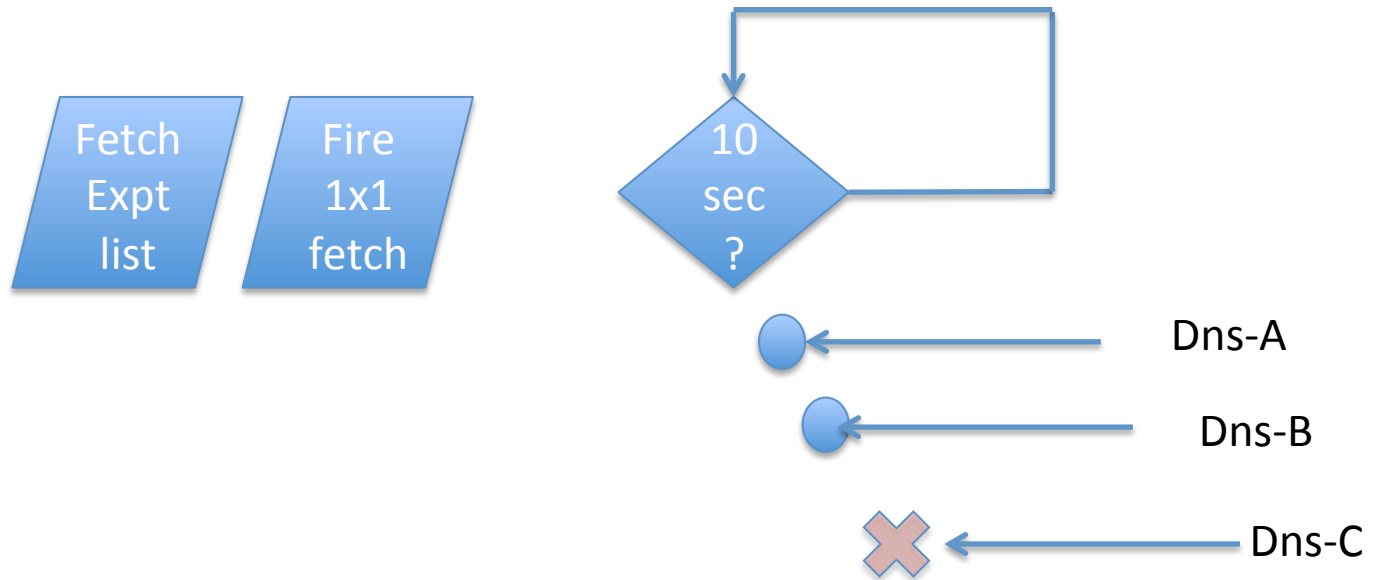 Fetch
Expt
list
Fire
1x1
fetch
10
sec
?
Dns-A
Dns-B
Dns-C